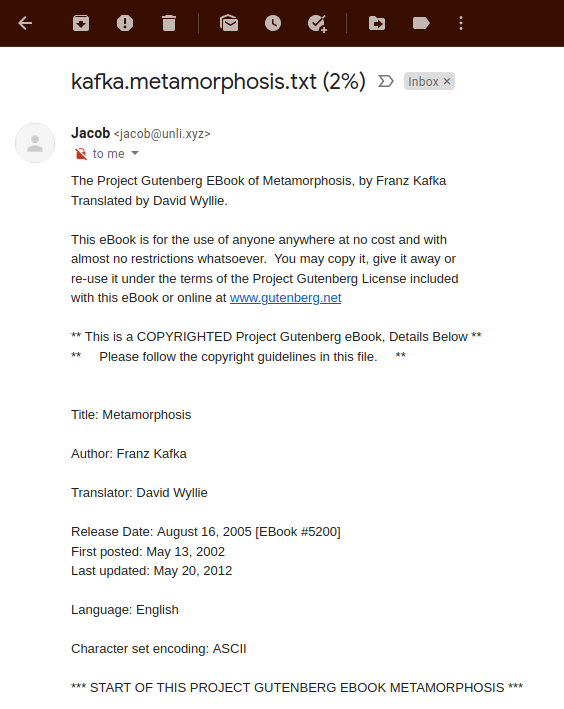 kafka.metamorphosis.txt (2%) Inbox ×
Jacob <jacob@unli.xyz>
to me
The Project Gutenberg EBook of Metamorphosis, by Franz Kafka
Translated by David Wyllie.
This eBook is for the use of anyone anywhere at no cost and with
almost no restrictions whatsoever.  You may copy it, give it away or
re-use it under the terms of the Project Gutenberg License included
with this eBook or online at www.gutenberg.net
** This is a COPYRIGHTED Project Gutenberg eBook, Details Below **
**     Please follow the copyright guidelines in this file.     **
Title: Metamorphosis
Author: Franz Kafka
Translator: David Wyllie
Release Date: August 16, 2005 [EBook #5200]
First posted: May 13, 2002
Last updated: May 20, 2012
Language: English
Character set encoding: ASCII
*** START OF THIS PROJECT GUTENBERG EBOOK METAMORPHOSIS ***